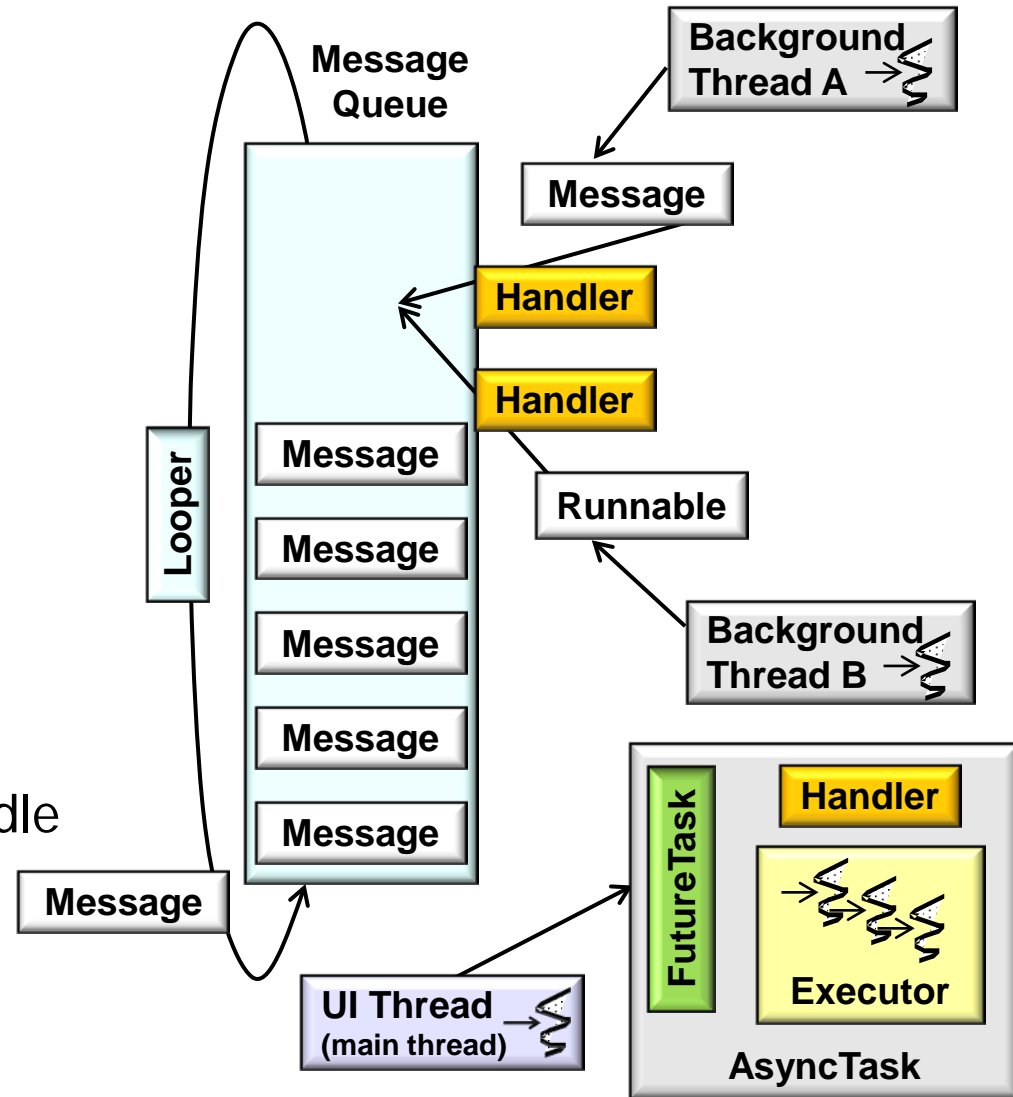 Background
Thread A
Message
Queue
Message
Handler
Handler
Message
Looper
Message
Runnable
Message
Background
Thread B
Message
Message
dle
Message
FutureTask
Handler
Executor
UI Thread
(main thread)
AsyncTask